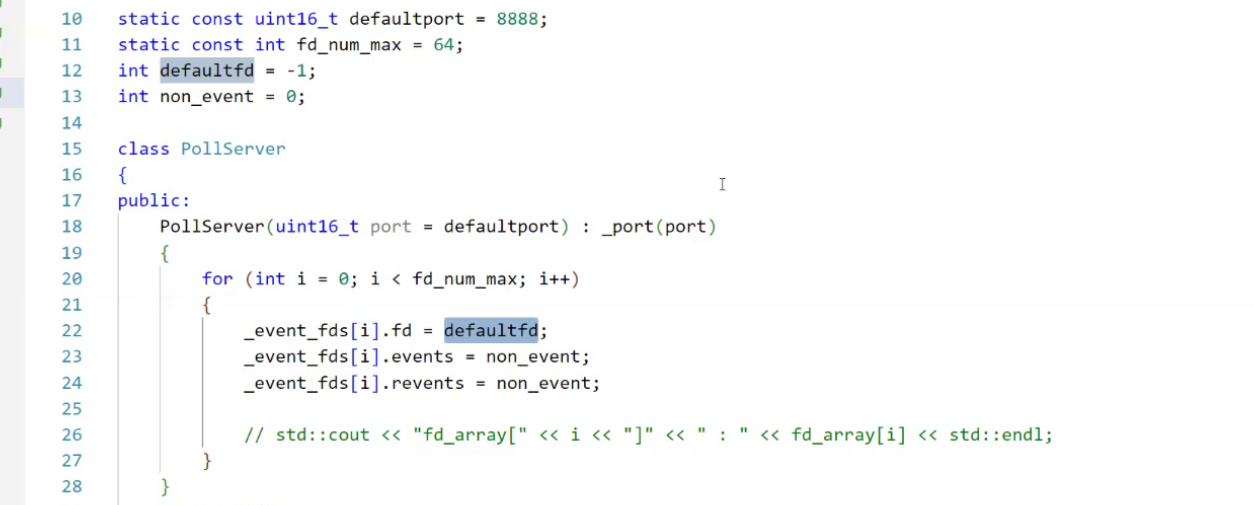 10 static const uint16_t defaultport = 8888;
11 static const int fd_num_max = 64;
12 int defaultfd = -1;
13 int non_event = 0;
14
15 class PollServer
16 {
17 public:
18     PollServer(uint16_t port = defaultport) : _port(port)
19     {
20         for (int i = 0; i < fd_num_max; i++)
21         {
22             _event_fds[i].fd = defaultfd;
23             _event_fds[i].events = non_event;
24             _event_fds[i].revents = non_event;
25
26             // std::cout << "fd_array[" << i << "]" << " : " << fd_array[i] << std::endl;
27         }
28     }